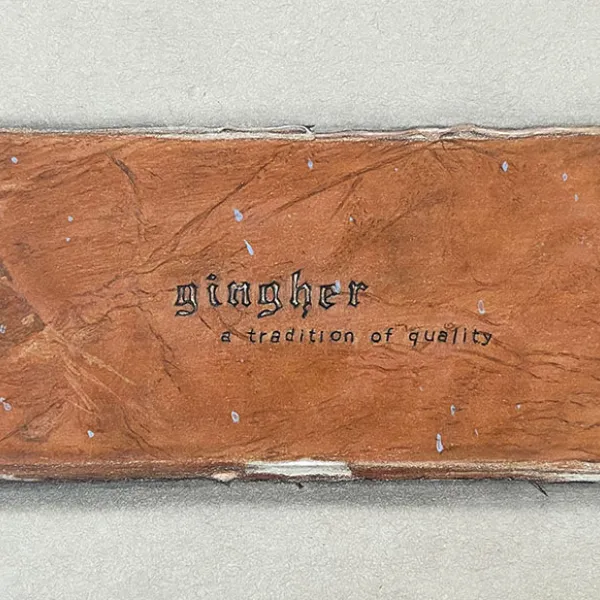 gingher
a tradition of quality